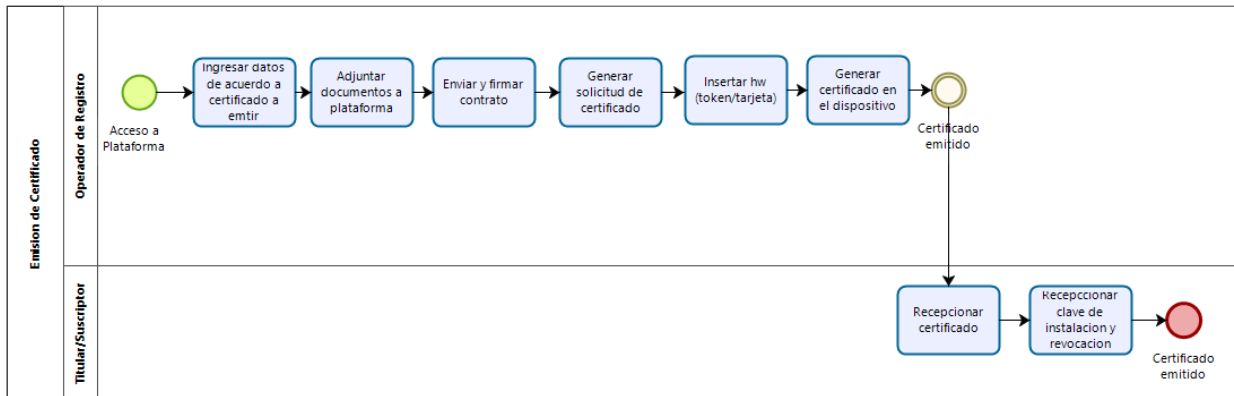 Emision de Certificado
Operador de Registro
Acceso a
Plataforma
Ingresar datos
de acuerdo a
certificado a
emtir
Adjuntar
documentos a
plataforma
Enviar y firmar
contrato
Generar
solicitud de
certificado
Insertar hw
(token/tarjeta)
Generar
certificado en
el dispositivo
Certificado
emitido
Titular/Suscriptor
Recepcionar
certificado
Recepccionar
clave de
instalacion y
revocacion
Certificado
emitido